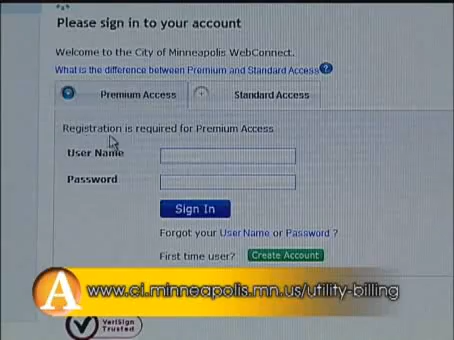 Please sign in to your account
Welcome to the City of Minneapolis WebConnect.
What is the difference between Premium and Standard Access?
Premium Access Standard Access
Registration is required for Premium Access
User Name
Password
Sign In
Forgot your User Name or Password ?
First time user? Create Account
A www.ci.minneapolis.mn.us/utility-billing
VeriSign
Trusted